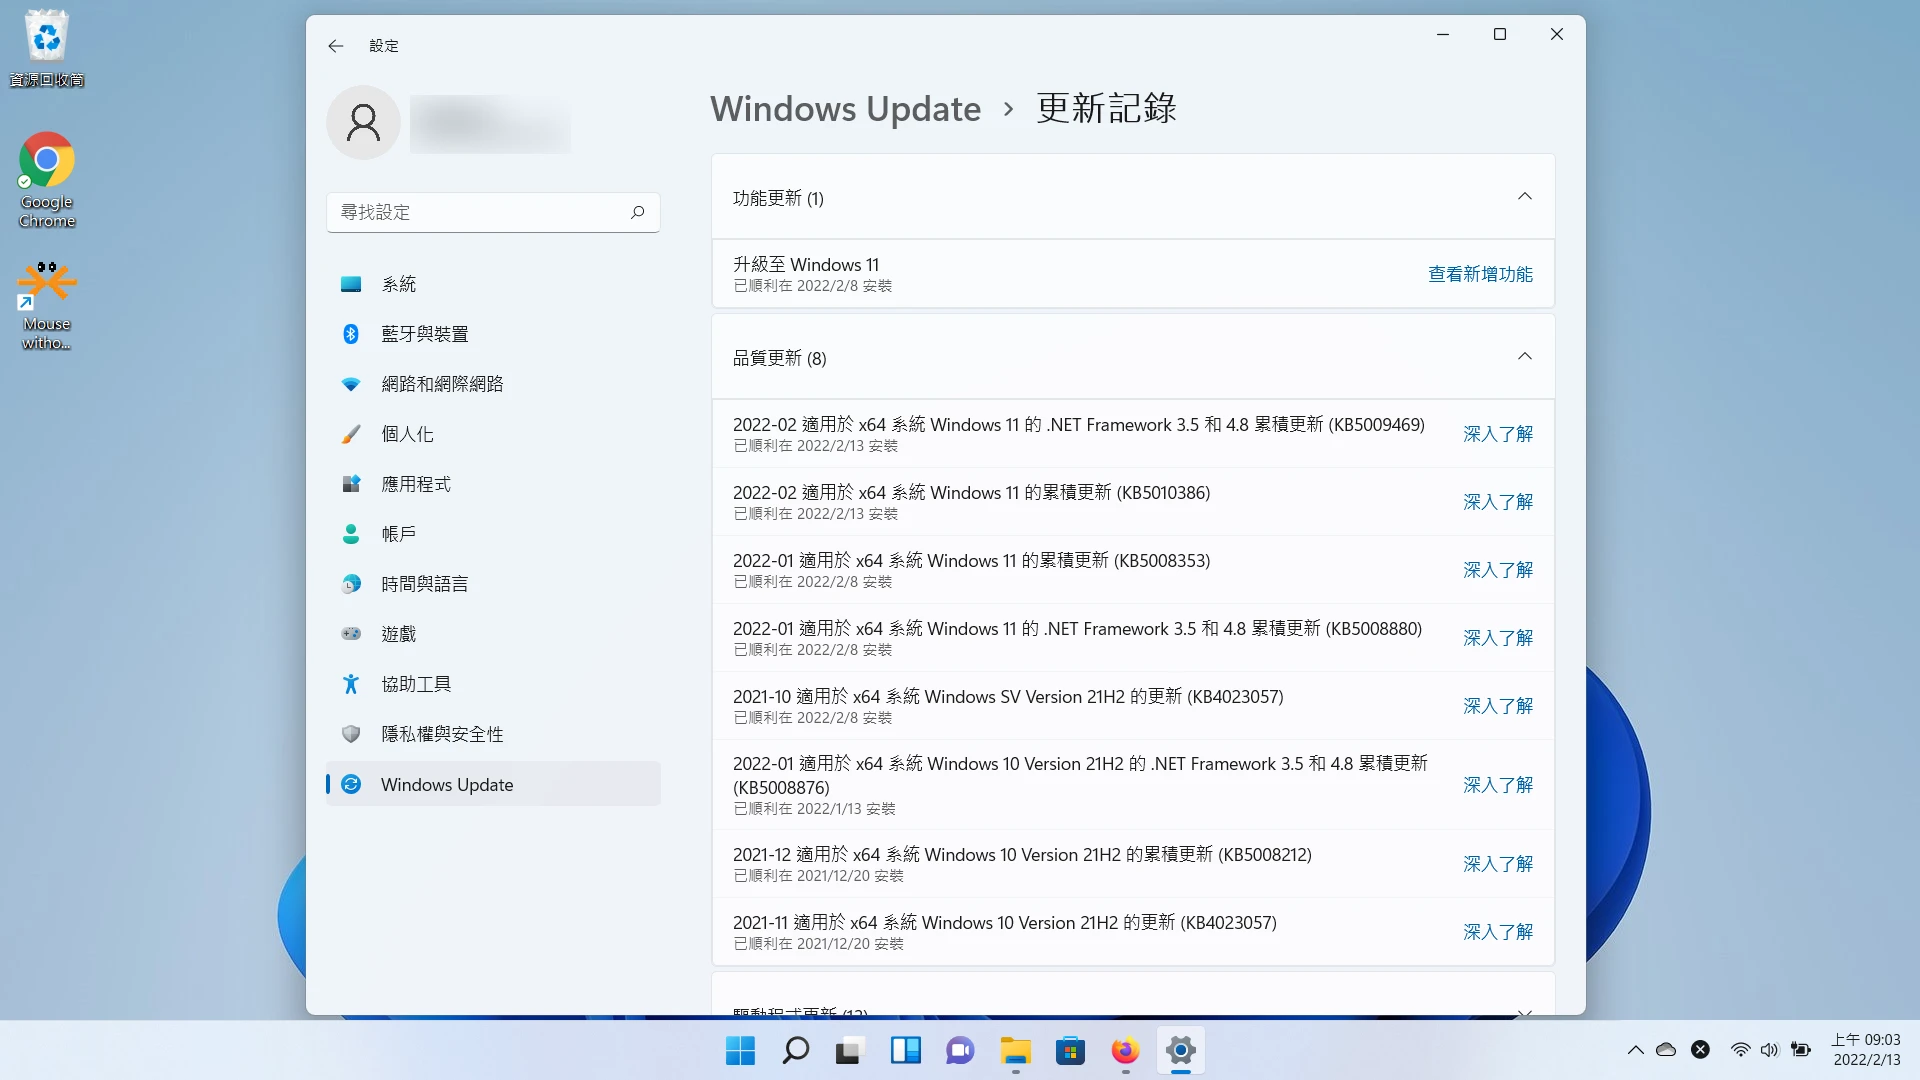 資源回收筒
Google
Chrome
Mouse
witho...
設定
尋找設定
系統
藍牙與裝置
網路和網際網路
個人化
應用程式
帳戶
時間與語言
遊戲
協助工具
隱私權與安全性
Windows Update
Windows Update › 更新記錄
功能更新 (1)
升級至 Windows 11
已順利在 2022/2/8 安裝
查看新增功能
品質更新 (8)
2022-02 適用於 x64 系統 Windows 11 的 .NET Framework 3.5 和 4.8 累積更新 (KB5009469)
已順利在 2022/2/13 安裝
深入了解
2022-02 適用於 x64 系統 Windows 11 的累積更新 (KB5010386)
已順利在 2022/2/13 安裝
深入了解
2022-01 適用於 x64 系統 Windows 11 的累積更新 (KB5008353)
已順利在 2022/2/8 安裝
深入了解
2022-01 適用於 x64 系統 Windows 11 的 .NET Framework 3.5 和 4.8 累積更新 (KB5008880)
已順利在 2022/2/8 安裝
深入了解
2021-10 適用於 x64 系統 Windows SV Version 21H2 的更新 (KB4023057)
已順利在 2022/2/8 安裝
深入了解
2022-01 適用於 x64 系統 Windows 10 Version 21H2 的 .NET Framework 3.5 和 4.8 累積更新
(KB5008876)
已順利在 2022/1/13 安裝
深入了解
2021-12 適用於 x64 系統 Windows 10 Version 21H2 的累積更新 (KB5008212)
已順利在 2021/12/20 安裝
深入了解
2021-11 適用於 x64 系統 Windows 10 Version 21H2 的更新 (KB4023057)
已順利在 2021/12/20 安裝
深入了解
驅動程式更新 (12)
上午 09:03
2022/2/13